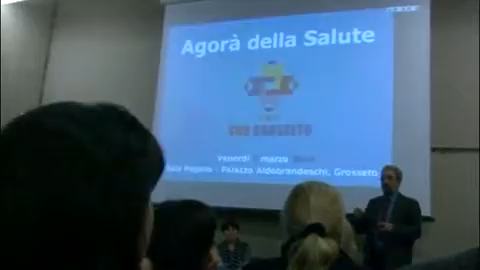 Agorà della Salute
CRI GROSSETO
Venerdì marzo
Palazzo Aldobrandeschi, Grosseto